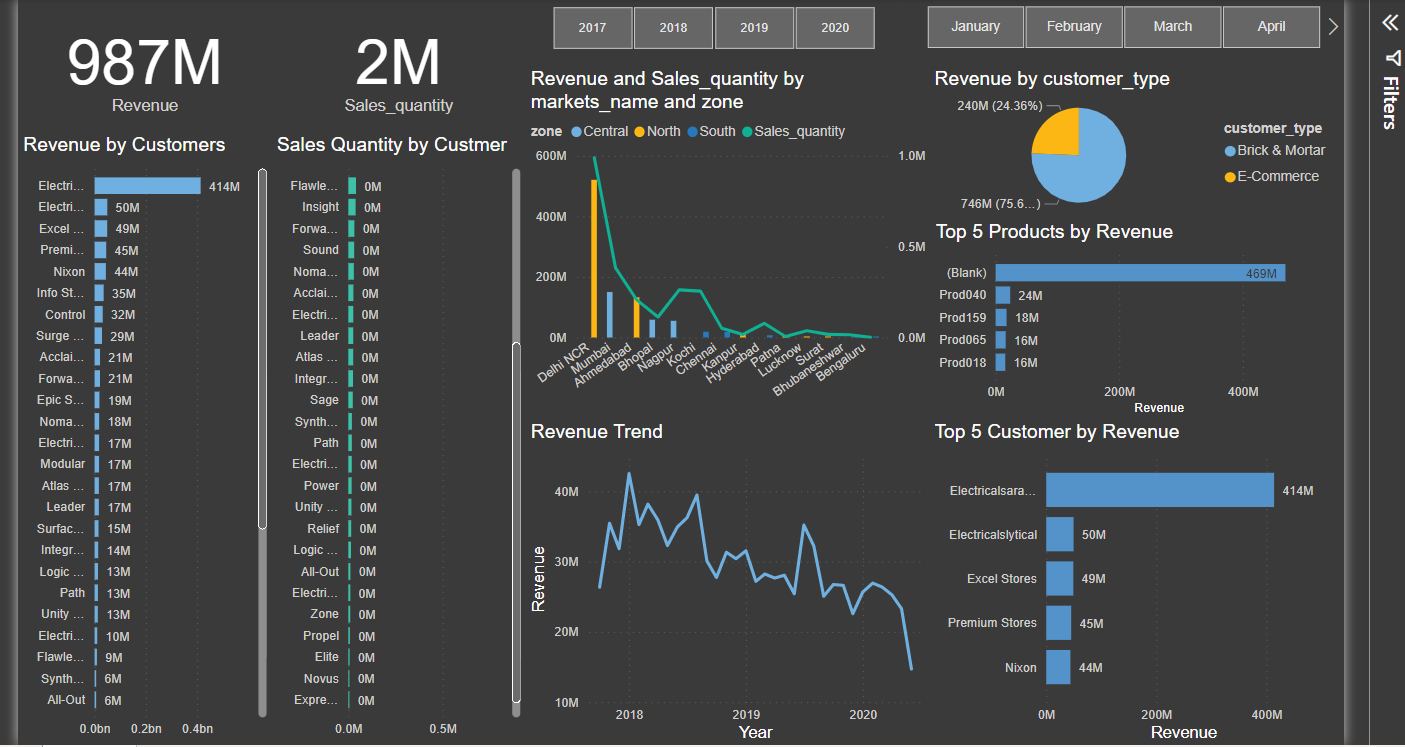 987M
Revenue
2M
Sales_quantity
2017
2018
2019
2020
January
February
March
April
Filters
Revenue by Customers
Electri... 414M
Electri... 50M
Excel ... 49M
Premi... 45M
Nixon 44M
Info St... 35M
Control 32M
Surge ... 29M
Acclai... 21M
Forwa... 21M
Epic S... 19M
Noma... 18M
Electri... 17M
Modular 17M
Atlas ... 17M
Leader 17M
Surfac... 15M
Integr... 14M
Logic ... 13M
Path 13M
Unity ... 13M
Electri... 10M
Flawle... 9M
Synth... 6M
All-Out 6M
0.0bn 0.2bn 0.4bn
Sales Quantity by Custmer
Flawle... 0M
Insight 0M
Forwa... 0M
Sound 0M
Noma... 0M
Acclai... 0M
Electri... 0M
Leader 0M
Atlas ... 0M
Integr... 0M
Sage 0M
Synth... 0M
Path 0M
Electri... 0M
Power 0M
Unity ... 0M
Relief 0M
Logic ... 0M
All-Out 0M
Electri... 0M
Zone 0M
Propel 0M
Elite 0M
Novus 0M
Expre... 0M
0.0M 0.5M
Revenue and Sales_quantity by
markets_name and zone
zone Central North South Sales_quantity
600M 1.0M
400M
0.5M
200M
0M 0.0M
Delhi NCR
Mumbai
Ahmedabad
Bhopal
Nagpur
Kochi
Chennai
Kanpur
Hyderabad
Patna
Lucknow
Surat
Bhubaneshwar
Bengaluru
Revenue Trend
40M
30M
20M
10M
Revenue
2018 2019 2020
Year
Revenue by customer_type
240M (24.36%)
746M (75.6...)
customer_type
Brick & Mortar
E-Commerce
Top 5 Products by Revenue
(Blank) 469M
Prod040 24M
Prod159 18M
Prod065 16M
Prod018 16M
0M 200M 400M
Revenue
Top 5 Customer by Revenue
Electricalsara... 414M
Electricalslytical 50M
Excel Stores 49M
Premium Stores 45M
Nixon 44M
0M 200M 400M
Revenue